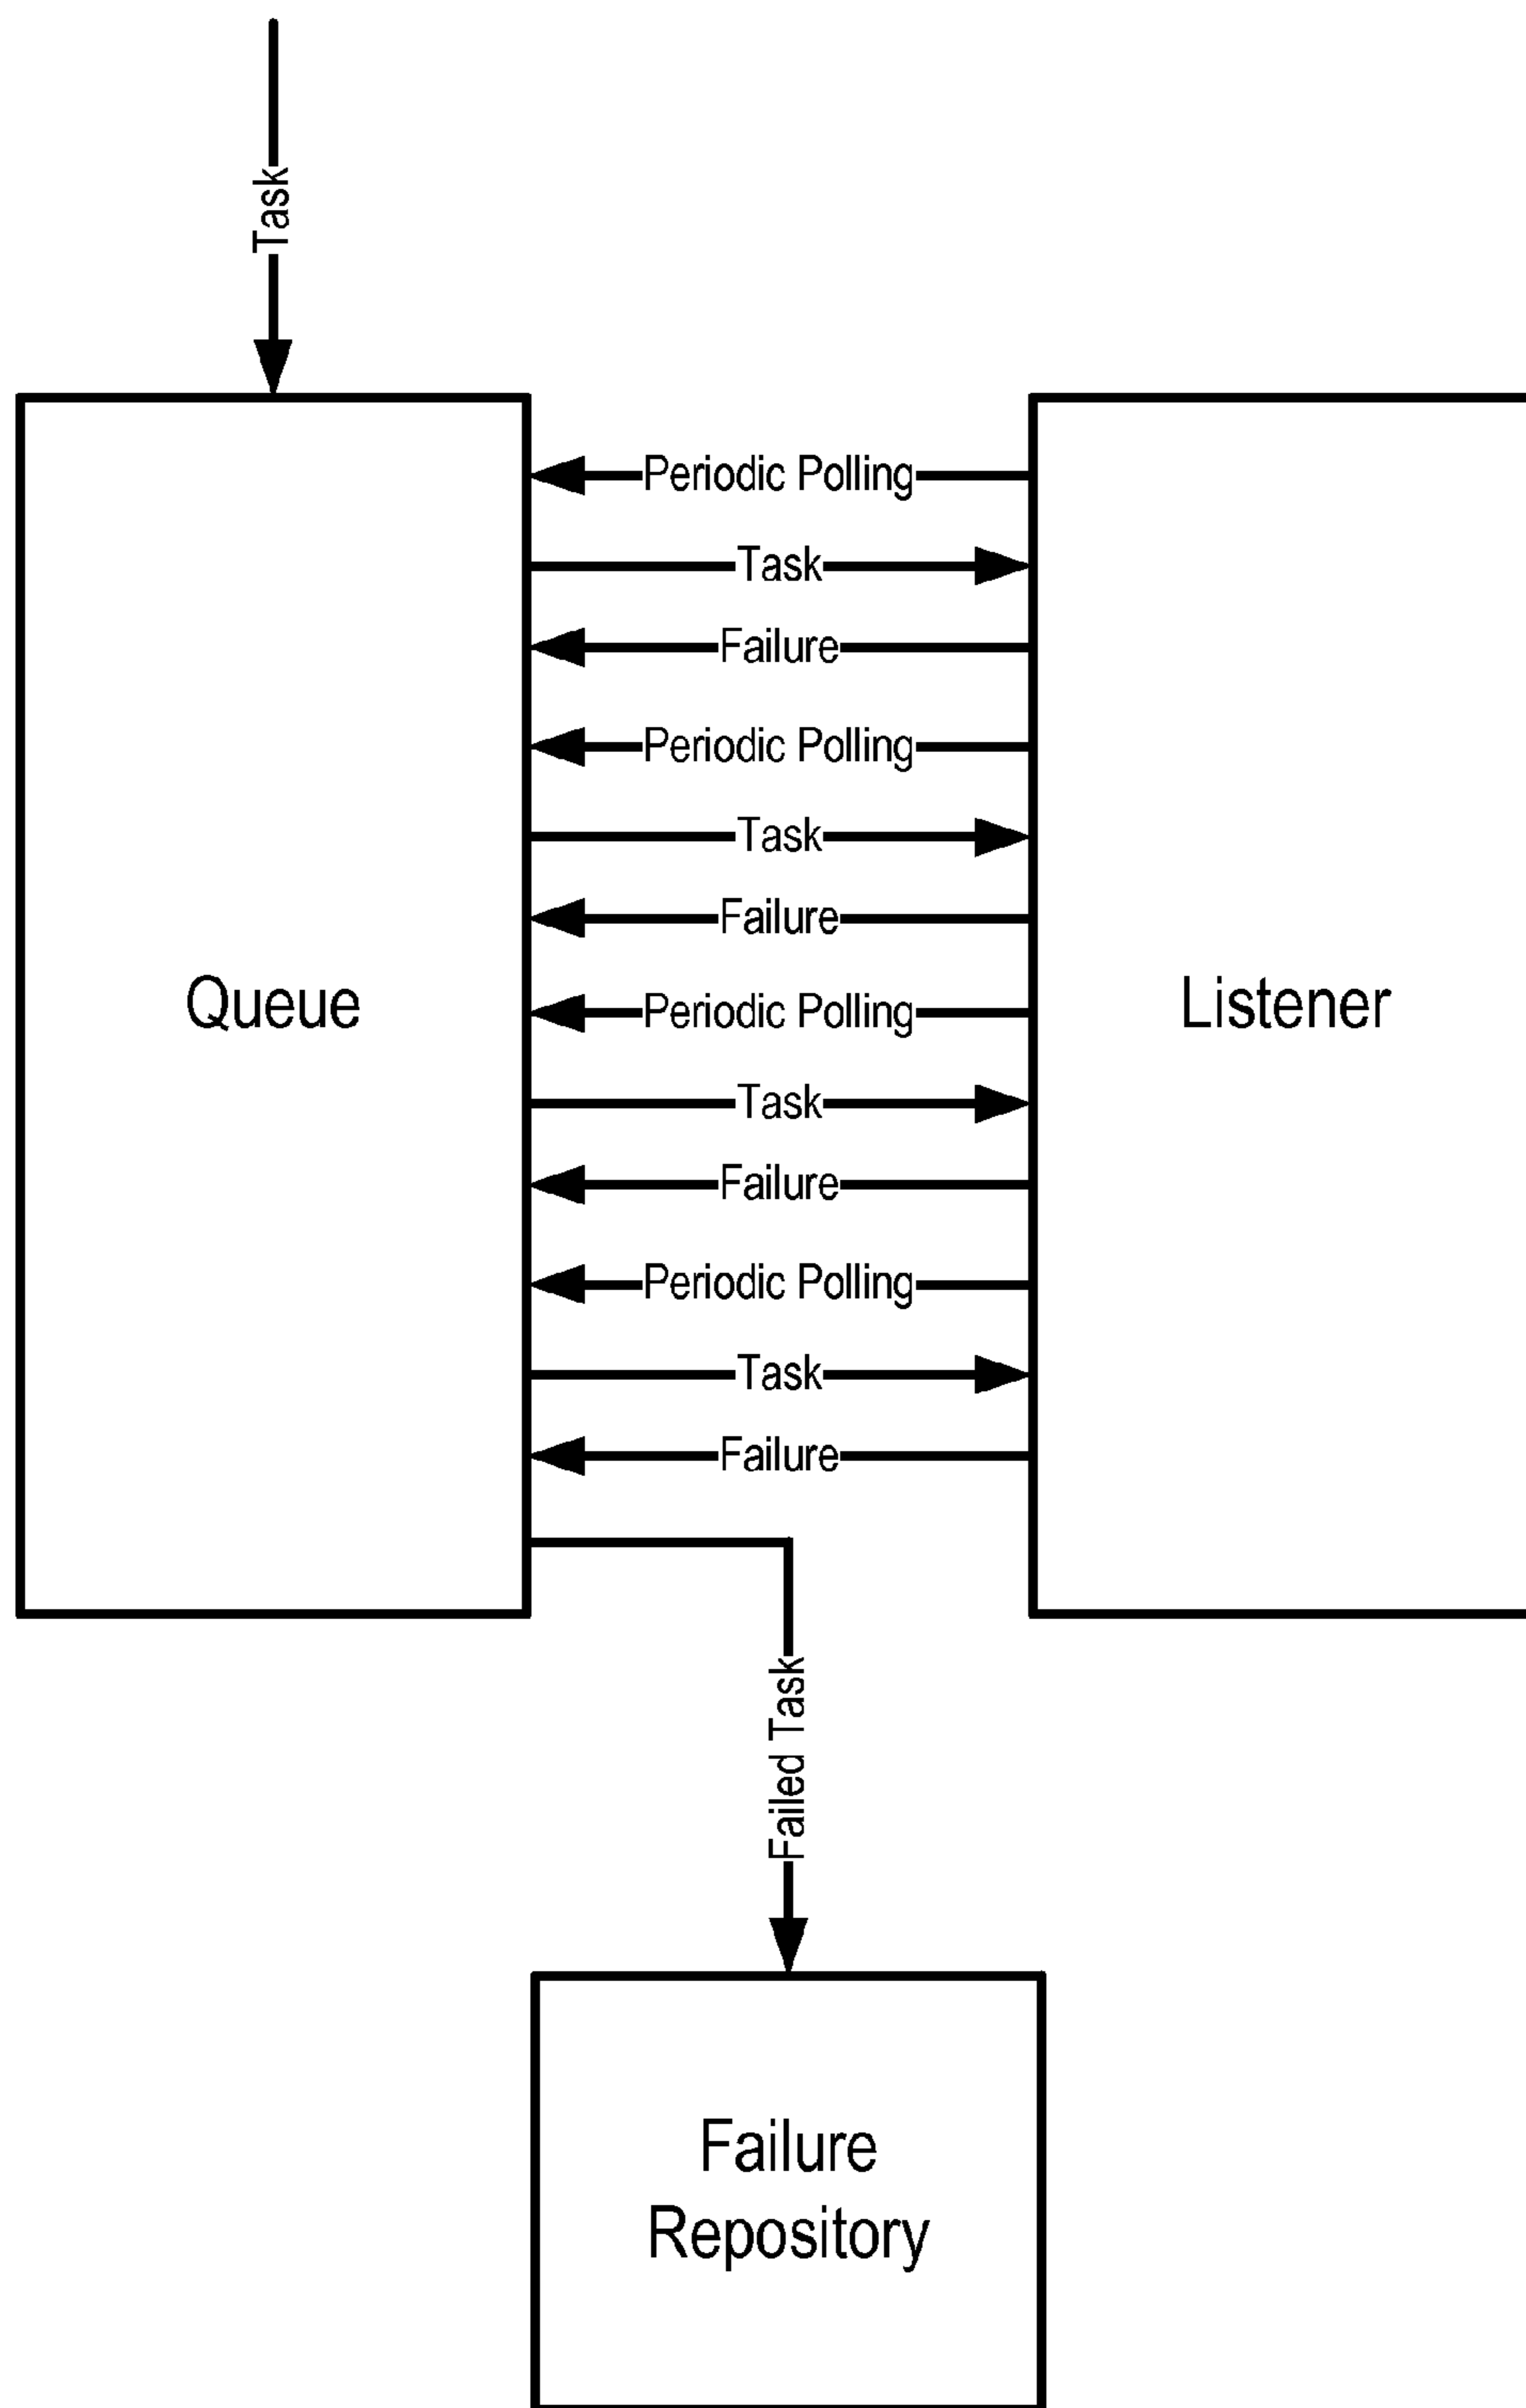 Task
Periodic Polling
Task
Failure
Periodic Polling
Task
Failure
Queue
Listener
Periodic Polling
Task
Failure
Periodic Polling
Task
Failure
Failed Task
Failure
Repository